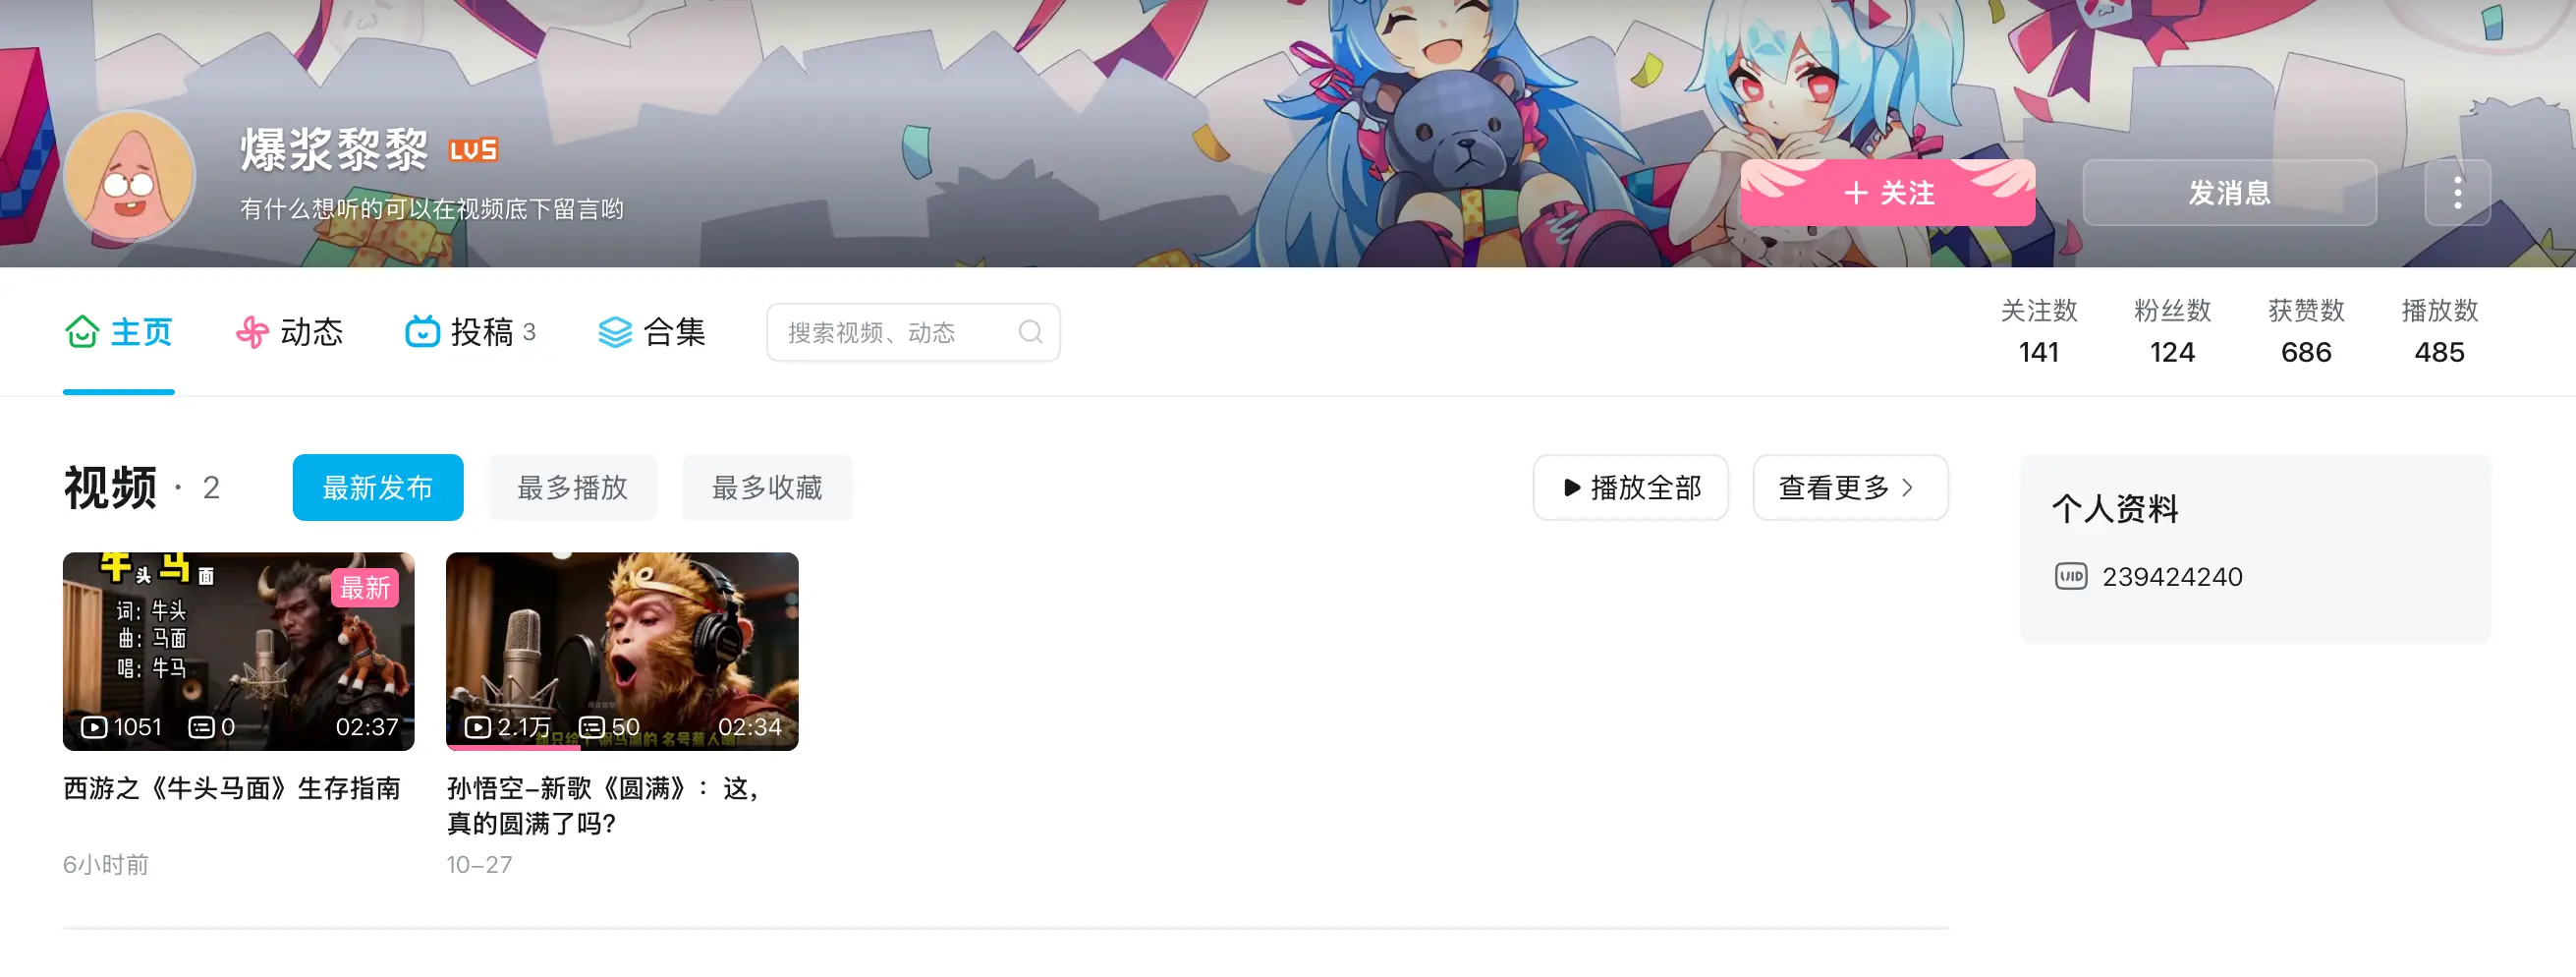 爆浆黎黎 LV5
有什么想听的可以在视频底下留言哟
+ 关注
发消息
主页
动态
投稿 3
合集
搜索视频、动态
关注数 粉丝数 获赞数 播放数
141 124 686 485
视频 · 2
最新发布
最多播放
最多收藏
播放全部
查看更多 >
个人资料
UID 239424240
牛头马面
最新
词: 牛头
曲: 马面
唱: 牛马
1051 0 02:37
西游之《牛头马面》生存指南
6小时前
2.1万 50 02:34
孙悟空–新歌《圆满》：这,
真的圆满了吗?
10–27